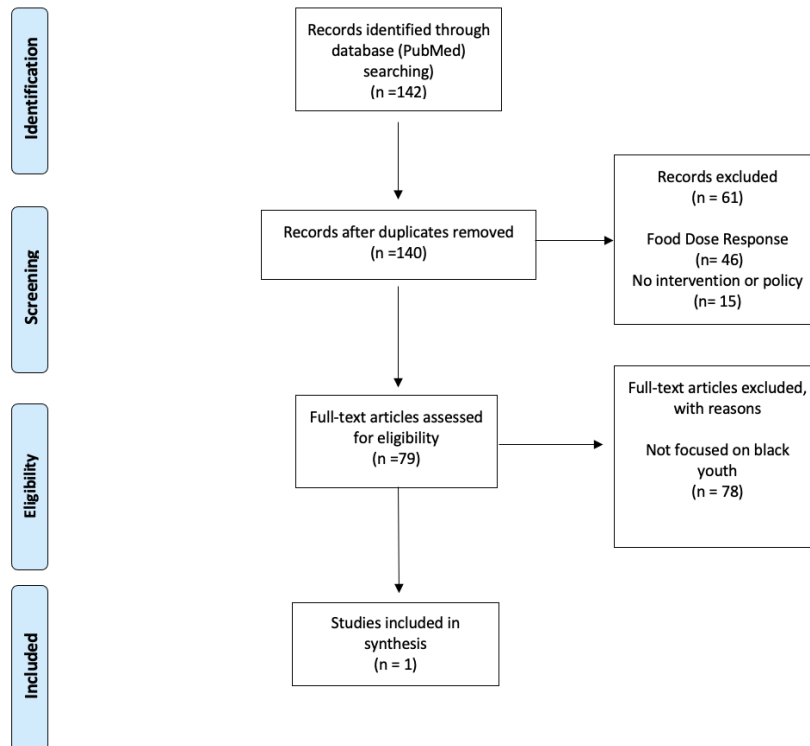 Identification
Records identified through
database (PubMed)
searching)
(n =142)
Screening
Records after duplicates removed
(n =140)
Records excluded
(n = 61)
Food Dose Response
(n= 46)
No intervention or policy
(n= 15)
Eligibility
Full-text articles assessed
for eligibility
(n =79)
Full-text articles excluded,
with reasons
Not focused on black
youth
(n = 78)
Included
Studies included in
synthesis
(n = 1)